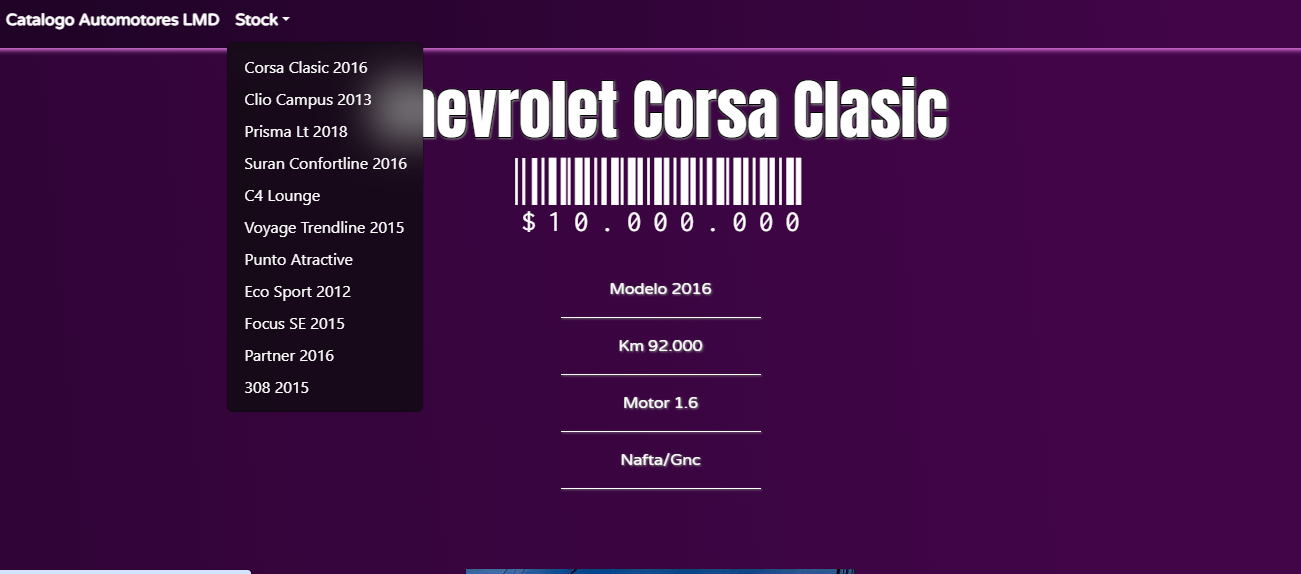 Catalogo Automotores LMD Stock
Corsa Clasic 2016
Clio Campus 2013
Prisma Lt 2018
Suran Confortline 2016
C4 Lounge
Voyage Trendline 2015
Punto Atractive
Eco Sport 2012
Focus SE 2015
Partner 2016
308 2015
hevrolet Corsa Clasic
$10.000.000
Modelo 2016
Km 92.000
Motor 1.6
Nafta/Gnc